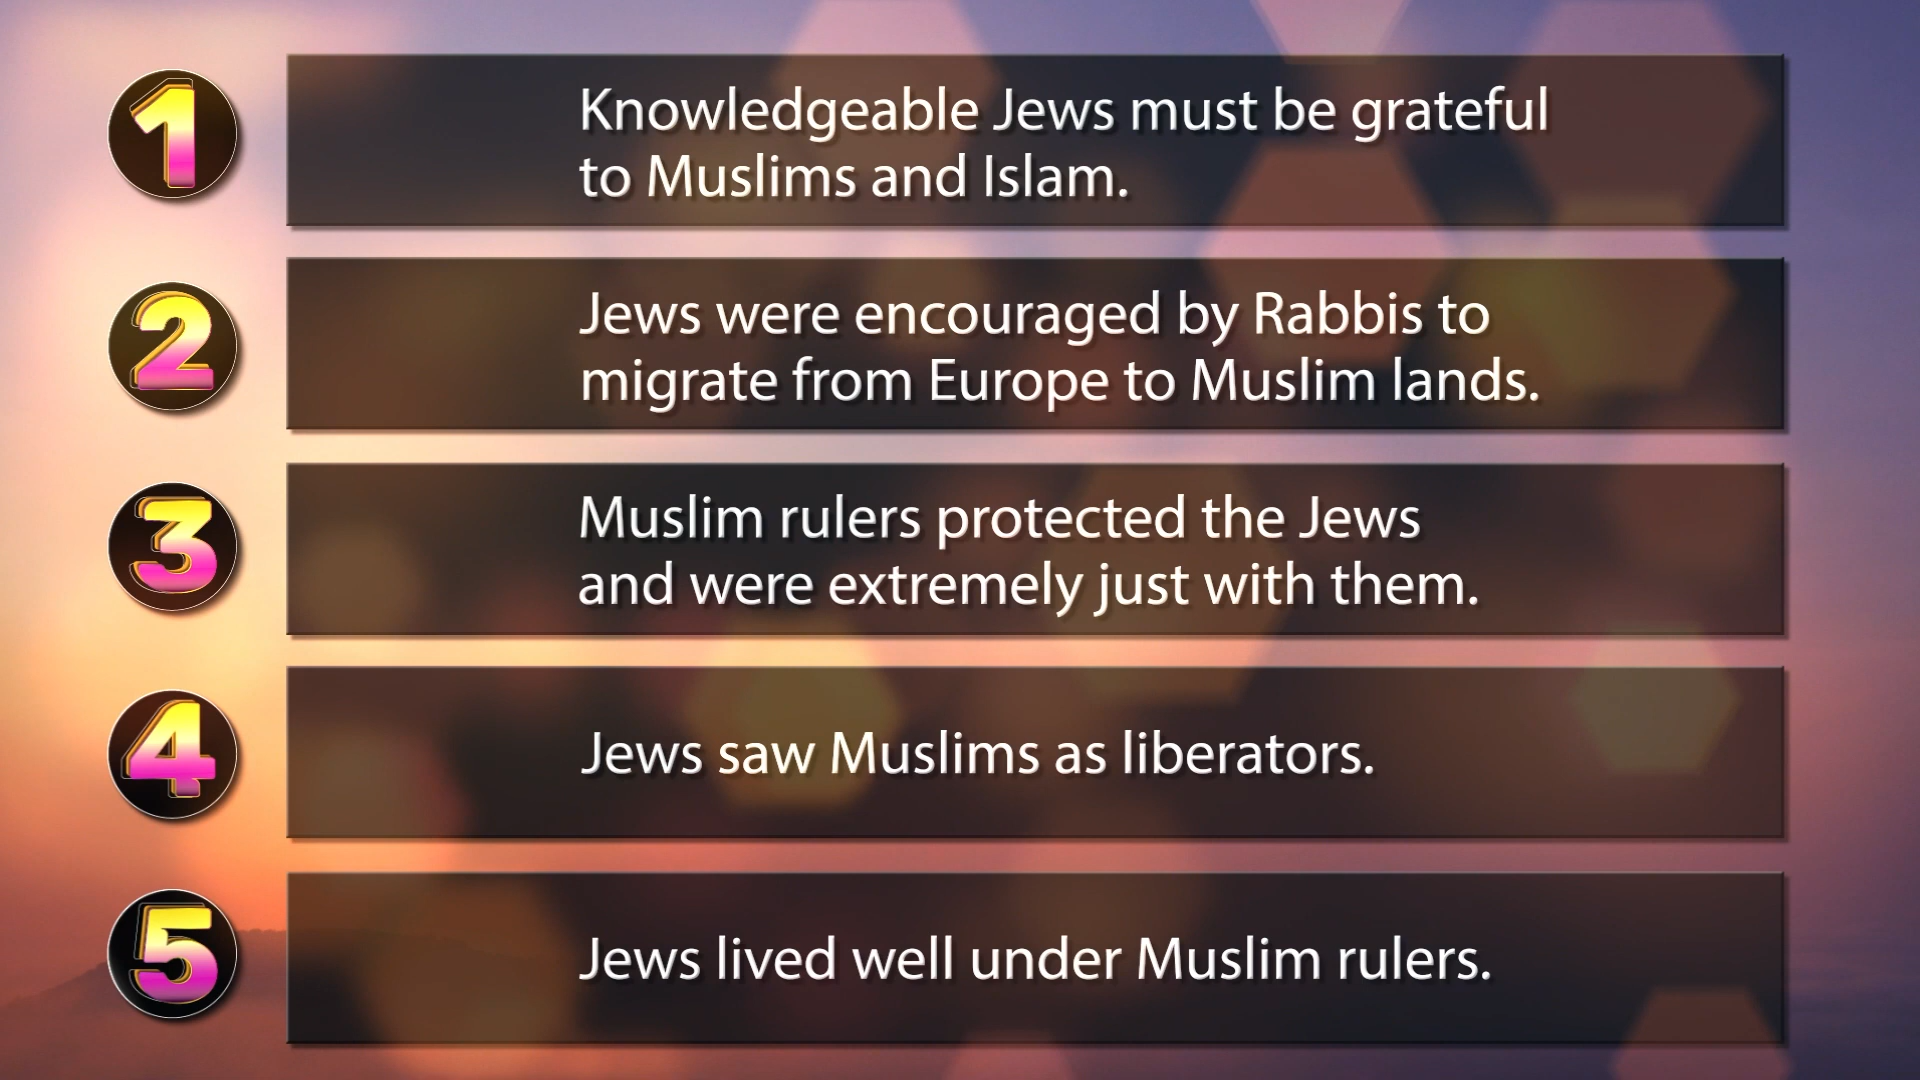 1
Knowledgeable Jews must be grateful
to Muslims and Islam.
2
Jews were encouraged by Rabbis to
migrate from Europe to Muslim lands.
3
Muslim rulers protected the Jews
and were extremely just with them.
4
Jews saw Muslims as liberators.
5
Jews lived well under Muslim rulers.